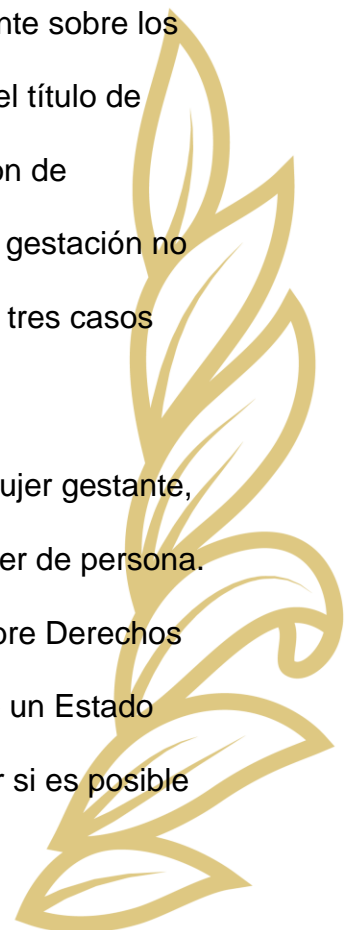 nte sobre los
el título de
ón de
gestación no
tres casos
ujer gestante,
er de persona.
ore Derechos
un Estado
r si es posible